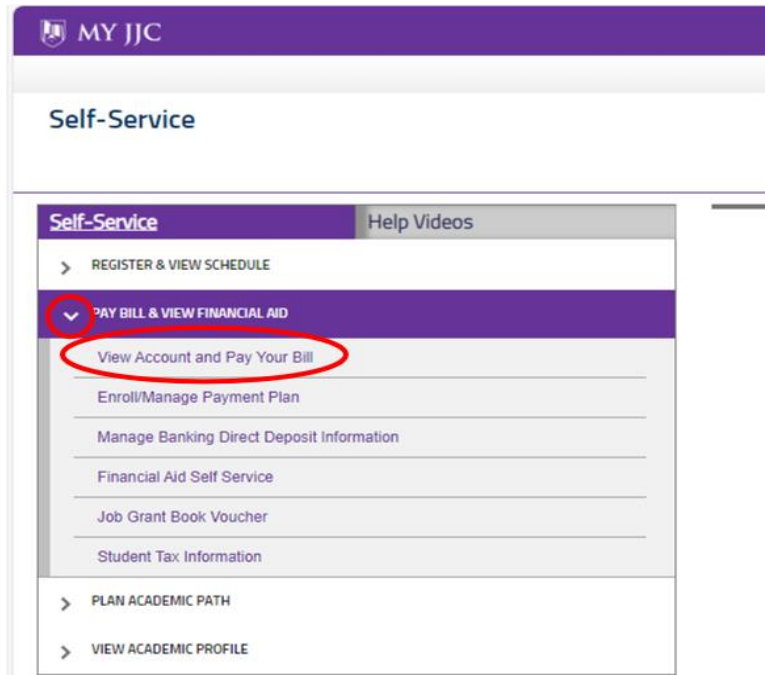 MY JJC
Self-Service
Self-Service Help Videos
REGISTER & VIEW SCHEDULE
PAY BILL & VIEW FINANCIAL AID
View Account and Pay Your Bill
Enroll/Manage Payment Plan
Manage Banking Direct Deposit Information
Financial Aid Self Service
Job Grant Book Voucher
Student Tax Information
PLAN ACADEMIC PATH
VIEW ACADEMIC PROFILE